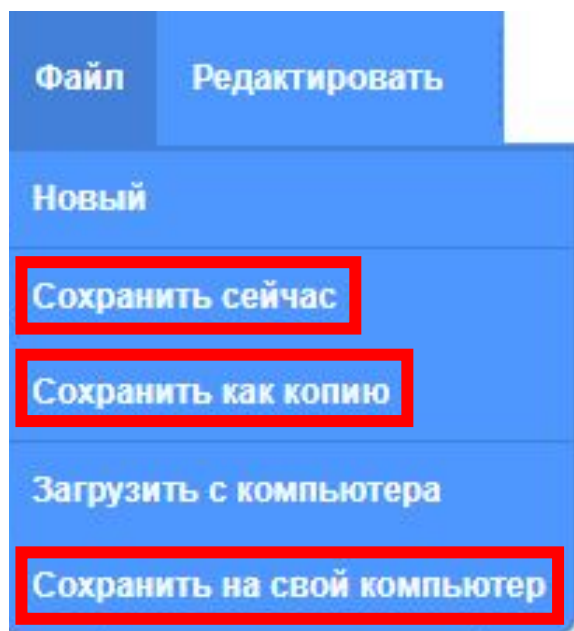 Файл Редактировать
Новый
Сохранить сейчас
Сохранить как копию
Загрузить с компьютера
Сохранить на свой компьютер